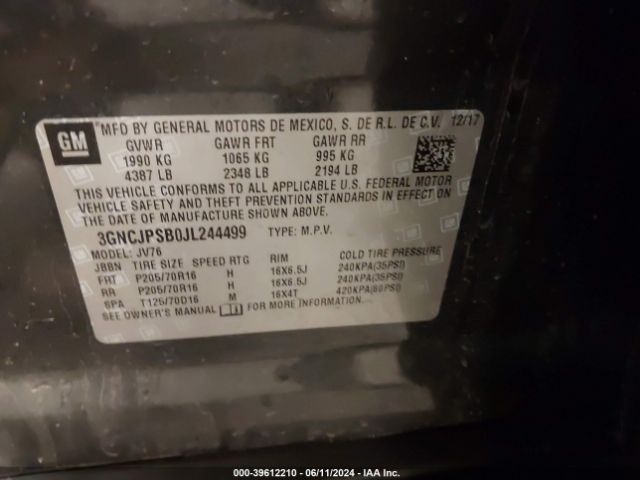 GM
MFD BY GENERAL MOTORS DE MEXICO, S. DE R.L. DE C.V. 12/17
GVWR GAWR FRT GAWR RR
1990 KG 1065 KG 995 KG
4387 LB 2348 LB 2194 LB
THIS VEHICLE CONFORMS TO ALL APPLICABLE U.S. FEDERAL MOTOR
VEHICLE SAFETY AND THEFT PREVENTION STANDARDS IN EFFECT ON
THE DATE OF MANUFACTURE SHOWN ABOVE.
3GNCJPSB0JL244499 TYPE: M.P.V.
MODEL: JV76
JBBN TIRE SIZE SPEED RTG RIM COLD TIRE PRESSURE
FRT P205/70R16 H 16X6.5J 240KPA(35PSI)
RR P205/70R16 H 16X6.5J 240KPA(35PSI)
SPA T125/70D16 M 16X4T 420KPA(60PSI)
SEE OWNER'S MANUAL FOR MORE INFORMATION.
000-39612210 - 06/11/2024 - IAA Inc.